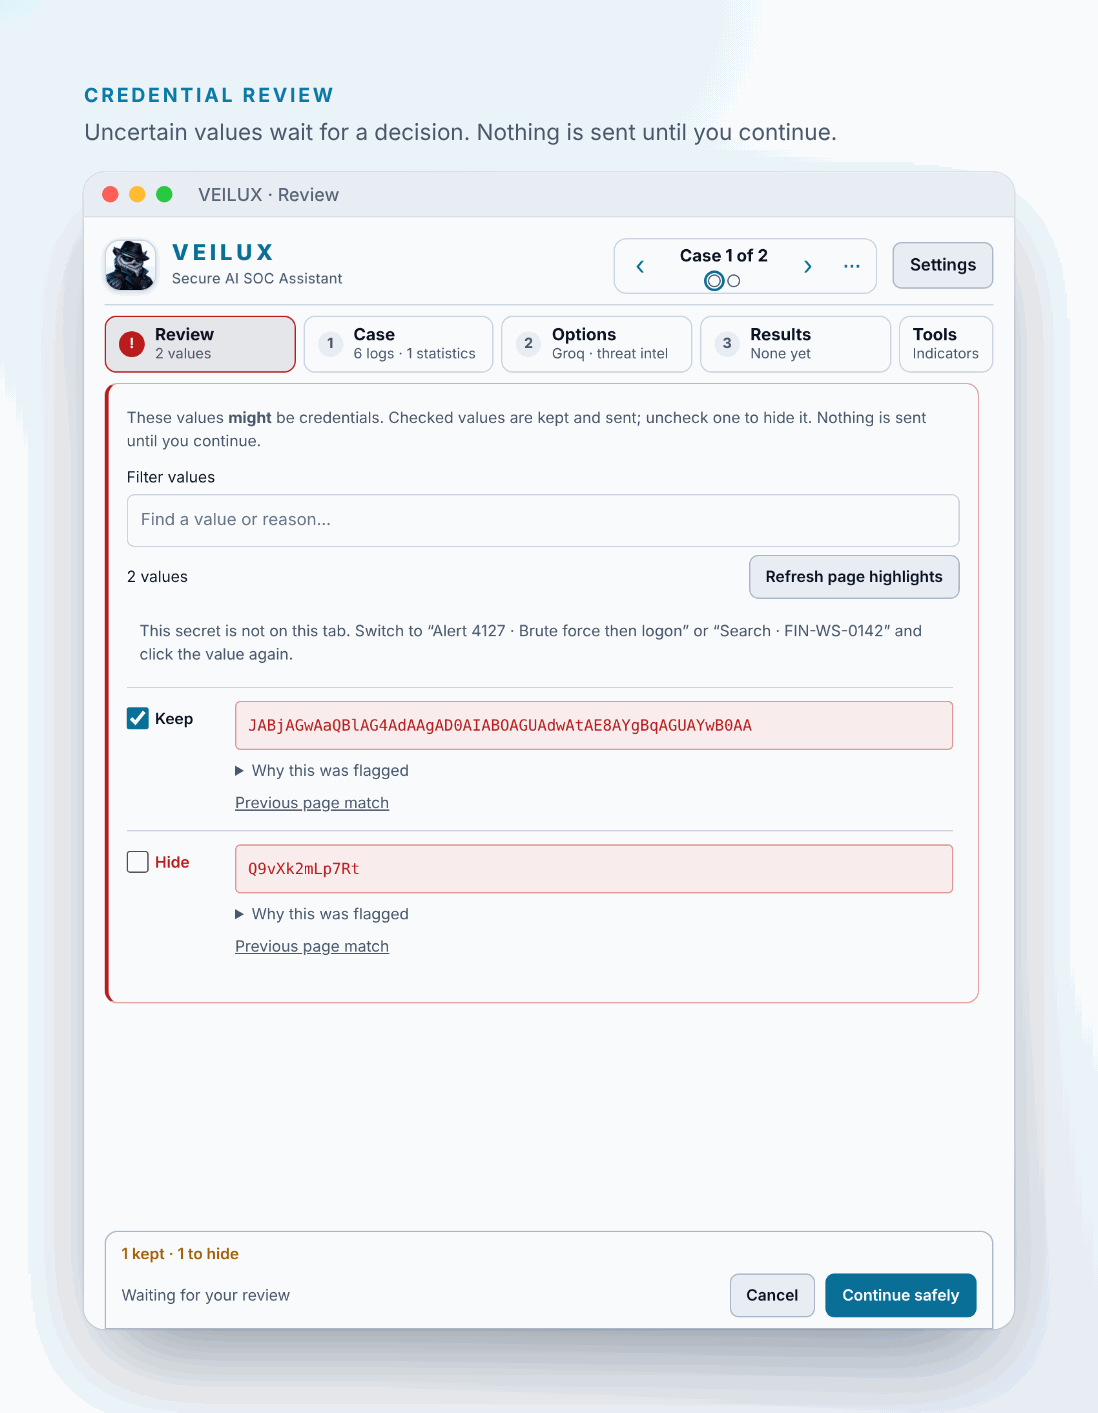 CREDENTIAL REVIEW
Uncertain values wait for a decision. Nothing is sent until you continue.
VEILUX · Review
VEILUX
Secure AI SOC Assistant
‹ Case 1 of 2 › ···
Settings
! Review
2 values
1 Case
6 logs · 1 statistics
2 Options
Groq · threat intel
3 Results
None yet
Tools
Indicators
These values might be credentials. Checked values are kept and sent; uncheck one to hide it. Nothing is sent
until you continue.
Filter values
Find a value or reason...
2 values
Refresh page highlights
This secret is not on this tab. Switch to “Alert 4127 · Brute force then logon” or “Search · FIN-WS-0142” and
click the value again.
Keep
JABjAGwAaQBlAG4AdAAgAD0AIABOAGUAdwAtAE8AYgBqAGUAYwB0AA
Why this was flagged
Previous page match
Hide
Q9vXk2mLp7Rt
Why this was flagged
Previous page match
1 kept · 1 to hide
Waiting for your review
Cancel
Continue safely